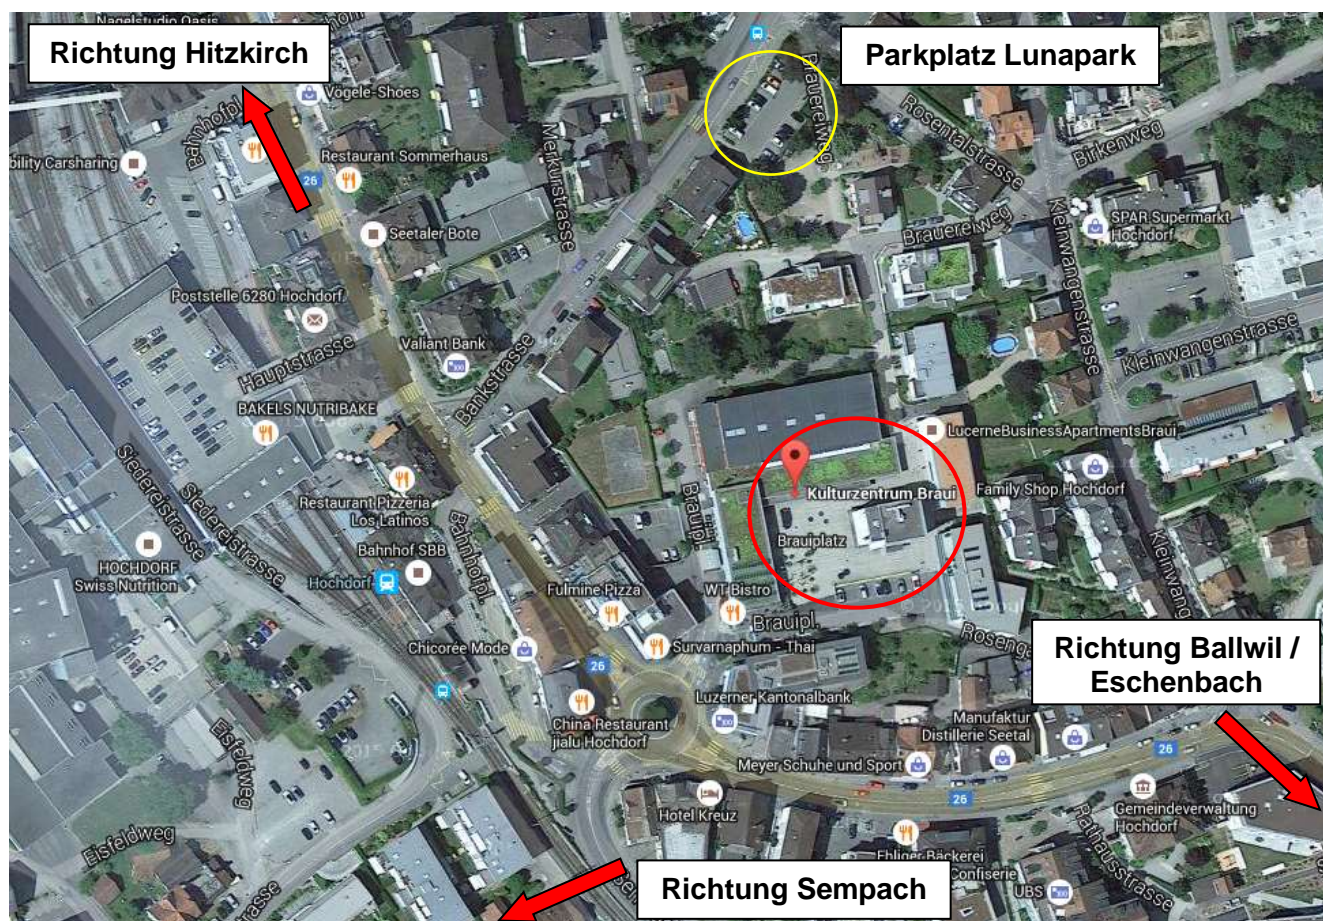 Nagelstudio Oasis
Richtung Hitzkirch
Parkplatz Lunapark
Vögele-Shoes
Bahnhofpl.
bility Carsharing
Restaurant Sommerhaus
26
Merkurstrasse
Brauereiweg
Rosentalstrasse
Birkenweg
Seetaler Bote
Brauereiweg
Kleinwangenstrasse
SPAR Supermarkt
Hochdorf
Poststelle 6280 Hochdorf
Hauptstrasse
Valiant Bank
Bankstrasse
Kleinwangenstrasse
BAKELS NUTRIBAKE
LucerneBusinessApartmentsBraui
Siedereistrasse
Siedereistrasse
Restaurant Pizzeria
Los Latinos
Kulturzentrum Braui
Family Shop Hochdorf
Brauipl.
Brauiplatz
Bahnhofpl.
HOCHDORF
Swiss Nutrition
Bahnhof SBB
Hochdorf
Kleinwang
Fulmine Pizza
WT Bistro
Brauipl.
Rosenga
Chicorée Mode
Survarnaphum - Thai
26
Richtung Ballwil /
Eschenbach
Luzerner Kantonalbank
China Restaurant
jialu Hochdorf
Manufaktur
Distillerie Seetal
Eisfeldweg
Meyer Schuhe und Sport
26
26
Hotel Kreuz
Gemeindeverwaltung
Hochdorf
Rathausstrasse
Eisfeldweg
Ehliger Bäckerei
Confiserie
Richtung Sempach
UBS